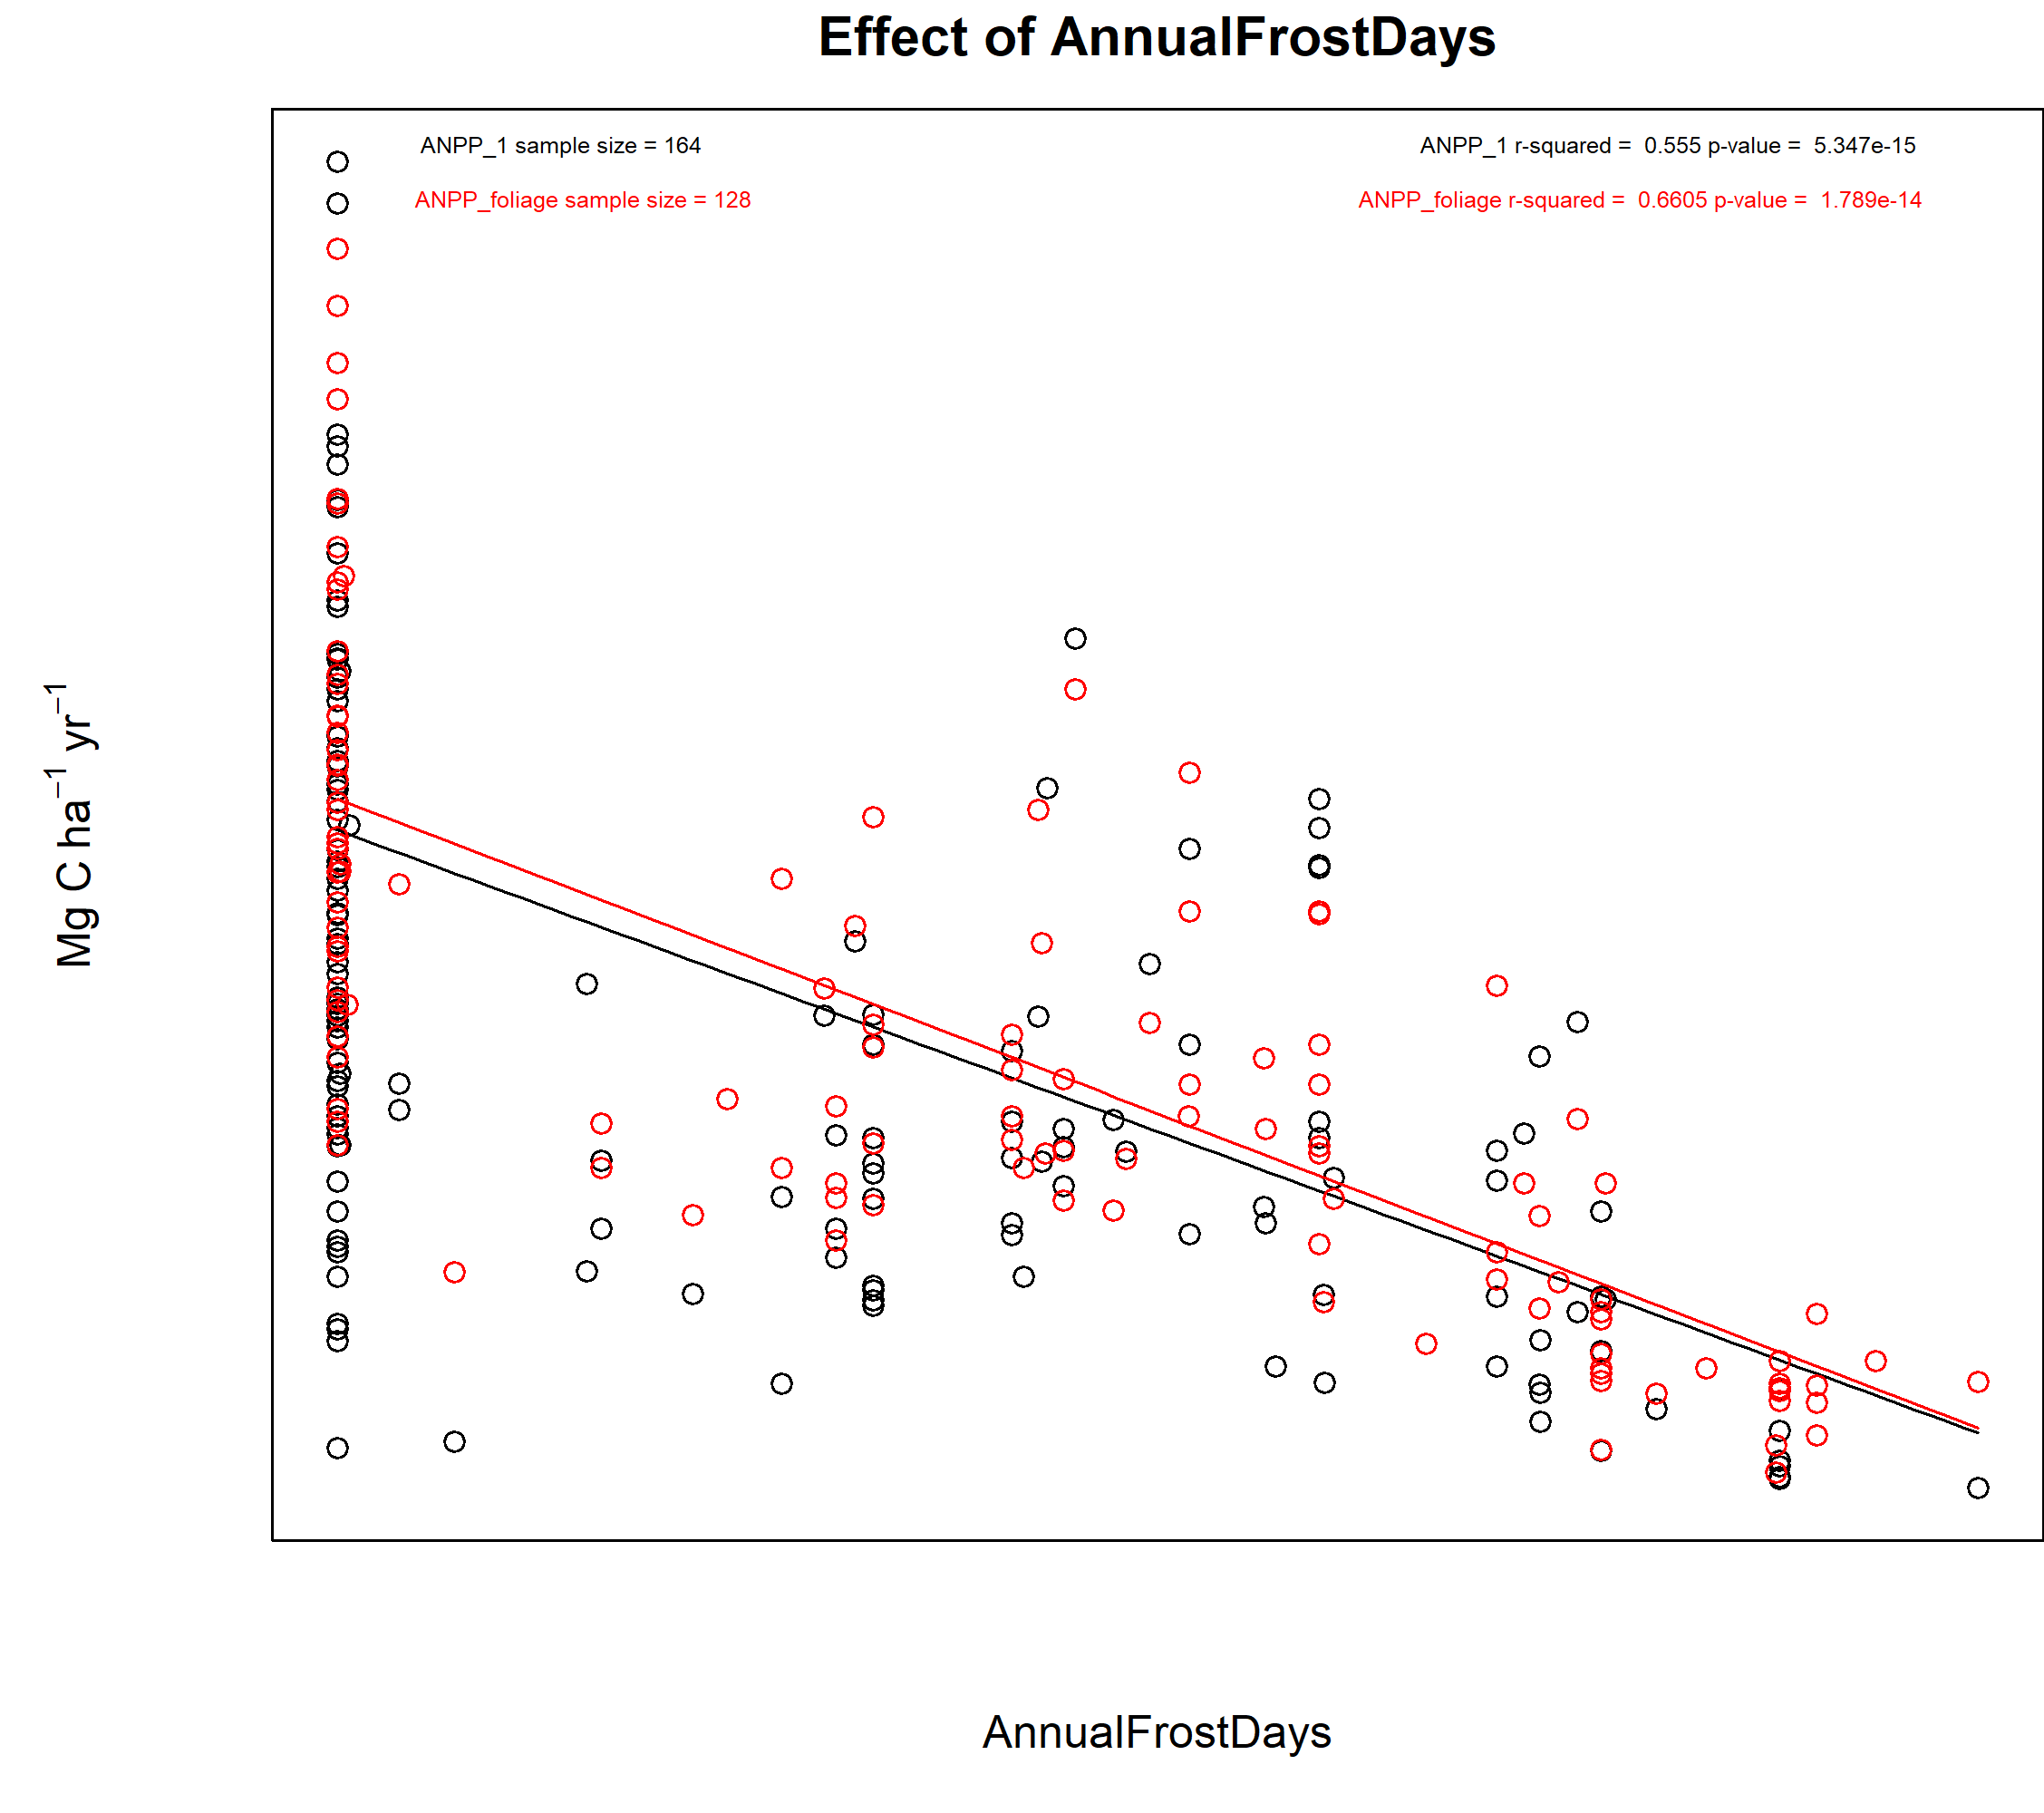 Effect of AnnualFrostDays
ANPP_1 sample size = 164
ANPP_1 r-squared = 0.555 p-value = 5.347e-15
ANPP_foliage sample size = 128
ANPP_foliage r-squared = 0.6605 p-value = 1.789e-14
Mg C ha⁻¹ yr⁻¹
AnnualFrostDays